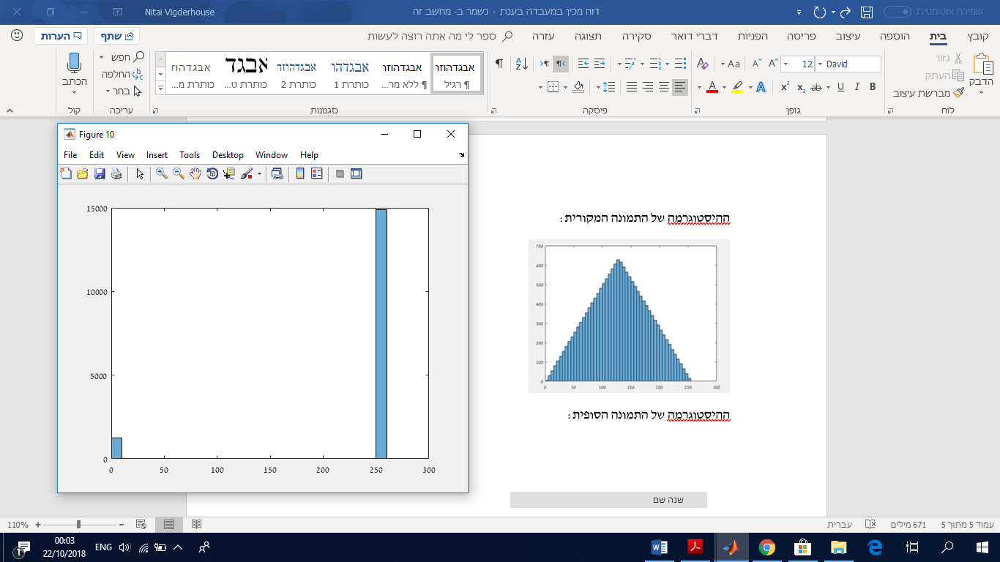 שמירה אוטומטית
דוח מכין במעבדה בענת - נשמר ב- מחשב זה
Nitai Vigderhouse
קובץ בית הוספה עיצוב פריסה הפניות דברי דואר סקירה תצוגה עזרה ספר לי מה אתה רוצה לעשות
שתף הערות
הדבק
גזור
העתק
מברשת עיצוב
לוח
David 12
B I U ab x₂ x² A A
Aa
גופן
פיסקה
אבגדהוזר אבגדהוזר אבגדהו אבגדהוזה אבגד אבגדהוז
¶ רגיל ¶ ללא מר... כותרת 1 כותרת 2 כותרת ט... כותרת מ...
סגנונות
חפש
החלפה
בחר
עריכה
הכתב
קול
Figure 10
File Edit View Insert Tools Desktop Window Help
15000
10000
5000
0
0 50 100 150 200 250 300
ההיסטוגרמה של התמונה המקורית :
700
600
500
400
300
200
100
0
0 50 100 150 200 250 300
ההיסטוגרמה של התמונה הסופית :
שנה שם
עמוד 5 מתוך 5 671 מילים עברית
110%
ENG
00:03
22/10/2018
1